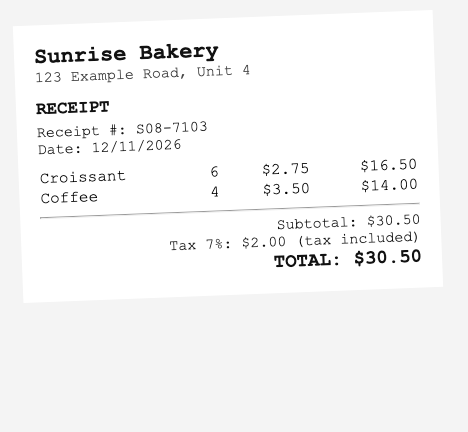 Sunrise Bakery
123 Example Road, Unit 4
RECEIPT
Receipt #: S08-7103
Date: 12/11/2026
Croissant 6 $2.75 $16.50
Coffee 4 $3.50 $14.00
Subtotal: $30.50
Tax 7%: $2.00 (tax included)
TOTAL: $30.50